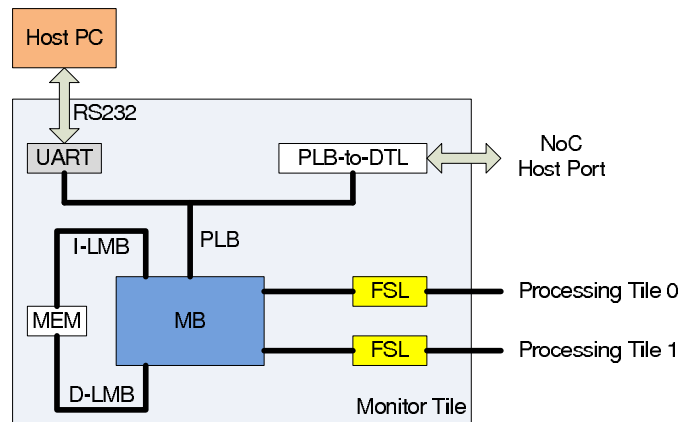 Host PC
RS232
UART
PLB-to-DTL
NoC
Host Port
I-LMB
PLB
MEM
MB
FSL
Processing Tile 0
FSL
Processing Tile 1
D-LMB
Monitor Tile